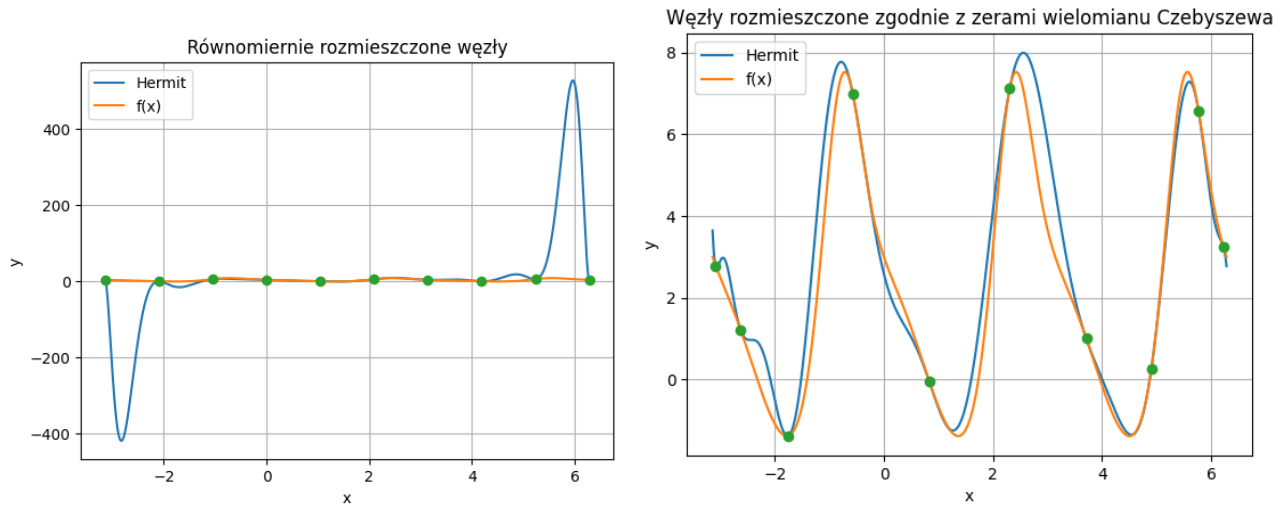 Równomiernie rozmieszczone węzły
Hermit
f(x)
400
200
0
−200
−400
y
−2
0
2
4
6
x
Węzły rozmieszczone zgodnie z zerami wielomianu Czebyszewa
Hermit
f(x)
8
6
4
2
0
y
−2
0
2
4
6
x